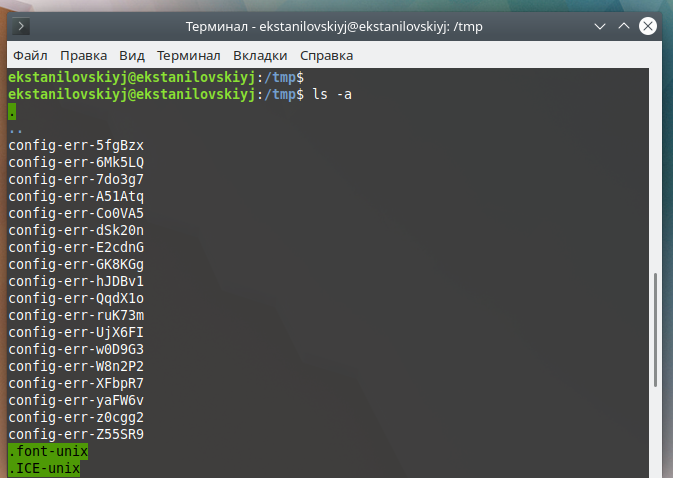 Терминал - ekstanilovskiyj@ekstanilovskiyj: /tmp
Файл Правка Вид Терминал Вкладки Справка
ekstanilovskiyj@ekstanilovskiyj:/tmp$
ekstanilovskiyj@ekstanilovskiyj:/tmp$ ls -a
.
..
config-err-5fgBzx
config-err-6Mk5LQ
config-err-7do3g7
config-err-A51Atq
config-err-Co0VA5
config-err-dSk20n
config-err-E2cdnG
config-err-GK8KGg
config-err-hJDBv1
config-err-QqdX1o
config-err-ruK73m
config-err-UjX6FI
config-err-w0D9G3
config-err-W8n2P2
config-err-XFbpR7
config-err-yaFW6v
config-err-z0cgg2
config-err-Z55SR9
.font-unix
.ICE-unix